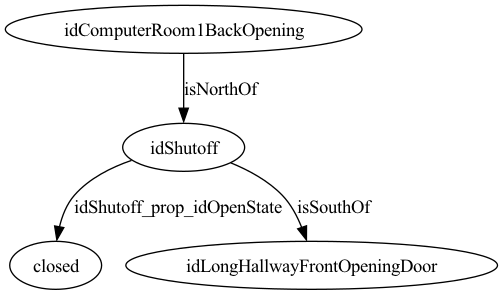 idComputerRoom1BackOpening
isNorthOf
idShutoff
idShutoff_prop_idOpenState
isSouthOf
closed
idLongHallwayFrontOpeningDoor